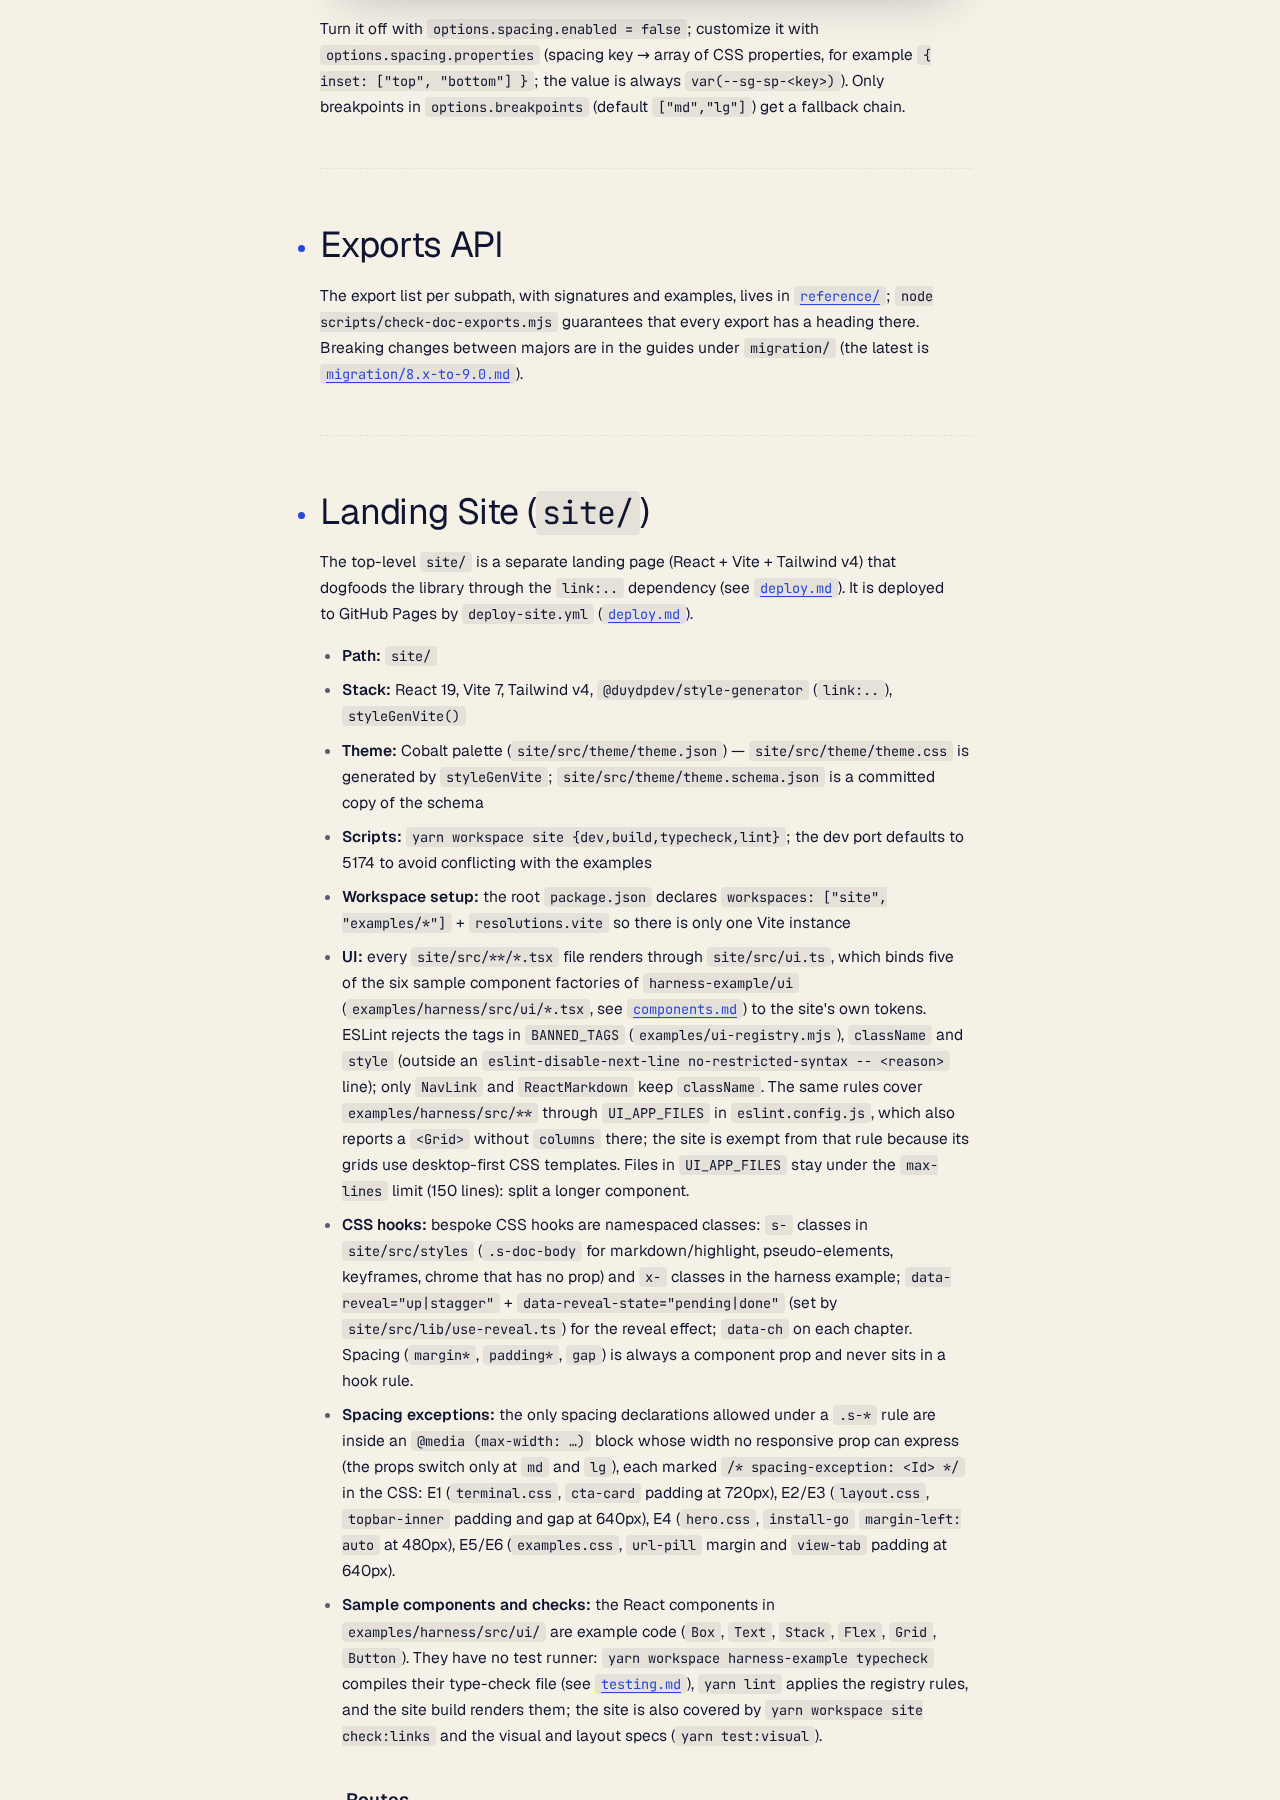 Turn it off with options.spacing.enabled = false; customize it with
options.spacing.properties (spacing key → array of CSS properties, for example {
inset: ["top", "bottom"] }; the value is always var(--sg-sp-<key>)). Only
breakpoints in options.breakpoints (default ["md","lg"]) get a fallback chain.
Exports API
The export list per subpath, with signatures and examples, lives in reference/; node
scripts/check-doc-exports.mjs guarantees that every export has a heading there.
Breaking changes between majors are in the guides under migration/ (the latest is
migration/8.x-to-9.0.md).
Landing Site (site/)
The top-level site/ is a separate landing page (React + Vite + Tailwind v4) that
dogfoods the library through the link:.. dependency (see deploy.md). It is deployed
to GitHub Pages by deploy-site.yml (deploy.md).
• Path: site/
• Stack: React 19, Vite 7, Tailwind v4, @duydpdev/style-generator (link:..),
styleGenVite()
• Theme: Cobalt palette (site/src/theme/theme.json) — site/src/theme/theme.css is
generated by styleGenVite; site/src/theme/theme.schema.json is a committed
copy of the schema
• Scripts: yarn workspace site {dev,build,typecheck,lint}; the dev port defaults to
5174 to avoid conflicting with the examples
• Workspace setup: the root package.json declares workspaces: ["site",
"examples/*"] + resolutions.vite so there is only one Vite instance
• UI: every site/src/**/*.tsx file renders through site/src/ui.ts, which binds five
of the six sample component factories of harness-example/ui
(examples/harness/src/ui/*.tsx, see components.md) to the site's own tokens.
ESLint rejects the tags in BANNED_TAGS (examples/ui-registry.mjs), className and
style (outside an eslint-disable-next-line no-restricted-syntax -- <reason>
line); only NavLink and ReactMarkdown keep className. The same rules cover
examples/harness/src/** through UI_APP_FILES in eslint.config.js, which also
reports a <Grid> without columns there; the site is exempt from that rule because its
grids use desktop-first CSS templates. Files in UI_APP_FILES stay under the max-
lines limit (150 lines): split a longer component.
• CSS hooks: bespoke CSS hooks are namespaced classes: s- classes in
site/src/styles (.s-doc-body for markdown/highlight, pseudo-elements,
keyframes, chrome that has no prop) and x- classes in the harness example; data-
reveal="up|stagger" + data-reveal-state="pending|done" (set by
site/src/lib/use-reveal.ts) for the reveal effect; data-ch on each chapter.
Spacing (margin*, padding*, gap) is always a component prop and never sits in a
hook rule.
• Spacing exceptions: the only spacing declarations allowed under a .s-* rule are
inside an @media (max-width: …) block whose width no responsive prop can express
(the props switch only at md and lg), each marked /* spacing-exception: <Id> */
in the CSS: E1 (terminal.css, cta-card padding at 720px), E2/E3 (layout.css,
topbar-inner padding and gap at 640px), E4 (hero.css, install-go margin-left:
auto at 480px), E5/E6 (examples.css, url-pill margin and view-tab padding at
640px).
• Sample components and checks: the React components in
examples/harness/src/ui/ are example code (Box, Text, Stack, Flex, Grid,
Button). They have no test runner: yarn workspace harness-example typecheck
compiles their type-check file (see testing.md), yarn lint applies the registry rules,
and the site build renders them; the site is also covered by yarn workspace site
check:links and the visual and layout specs (yarn test:visual).
Routes